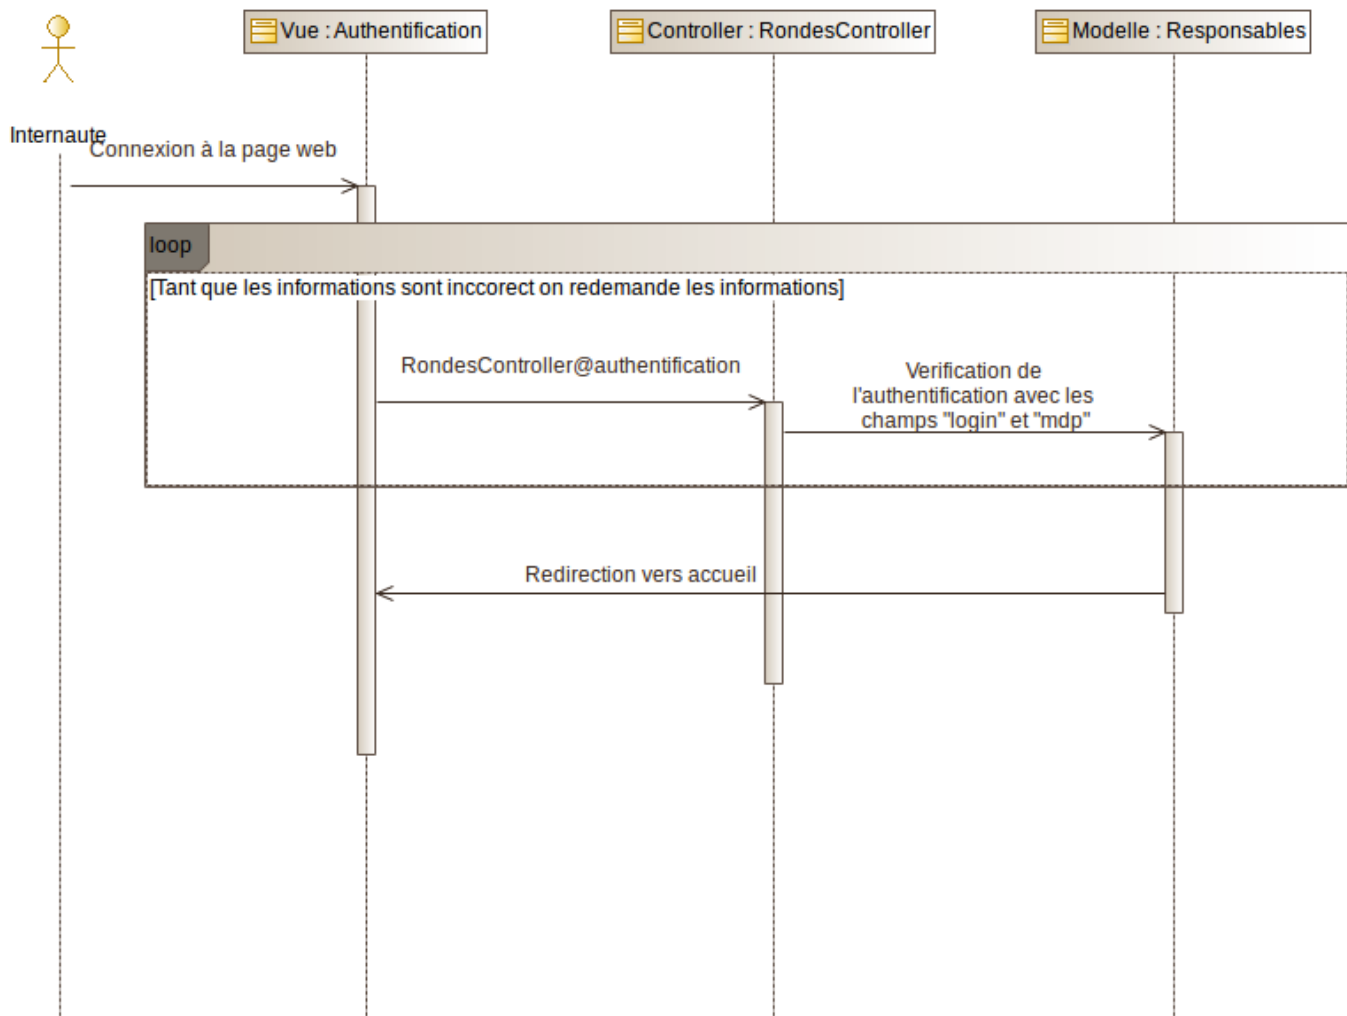 Vue : Authentification
Controller : RondesController
Modelle : Responsables
Internaute
Connexion à la page web
loop
[Tant que les informations sont inccorect on redemande les informations]
RondesController@authentification
Verification de
l'authentification avec les
champs "login" et "mdp"
Redirection vers accueil